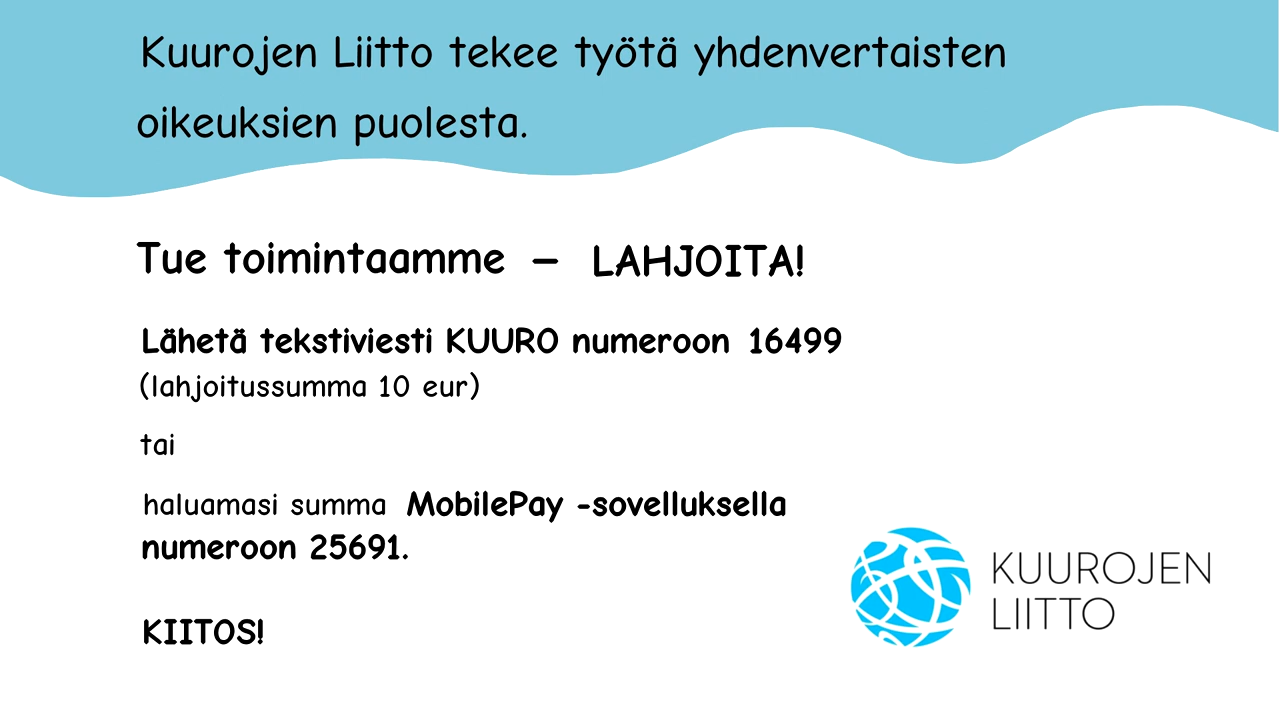 Kuurojen Liitto tekee työtä yhdenvertaisten
oikeuksien puolesta.
Tue toimintaamme – LAHJOITA!
Lähetä tekstiviesti KUURO numeroon 16499
(lahjoitussumma 10 eur)
tai
haluamasi summa MobilePay -sovelluksella
numeroon 25691.
KIITOS!
KUUROJEN
LIITTO